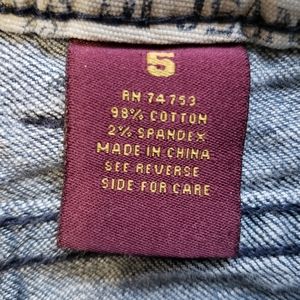 5
RN 74753
98% COTTON
2% SPANDEX
MADE IN CHINA
SEE REVERSE
SIDE FOR CARE